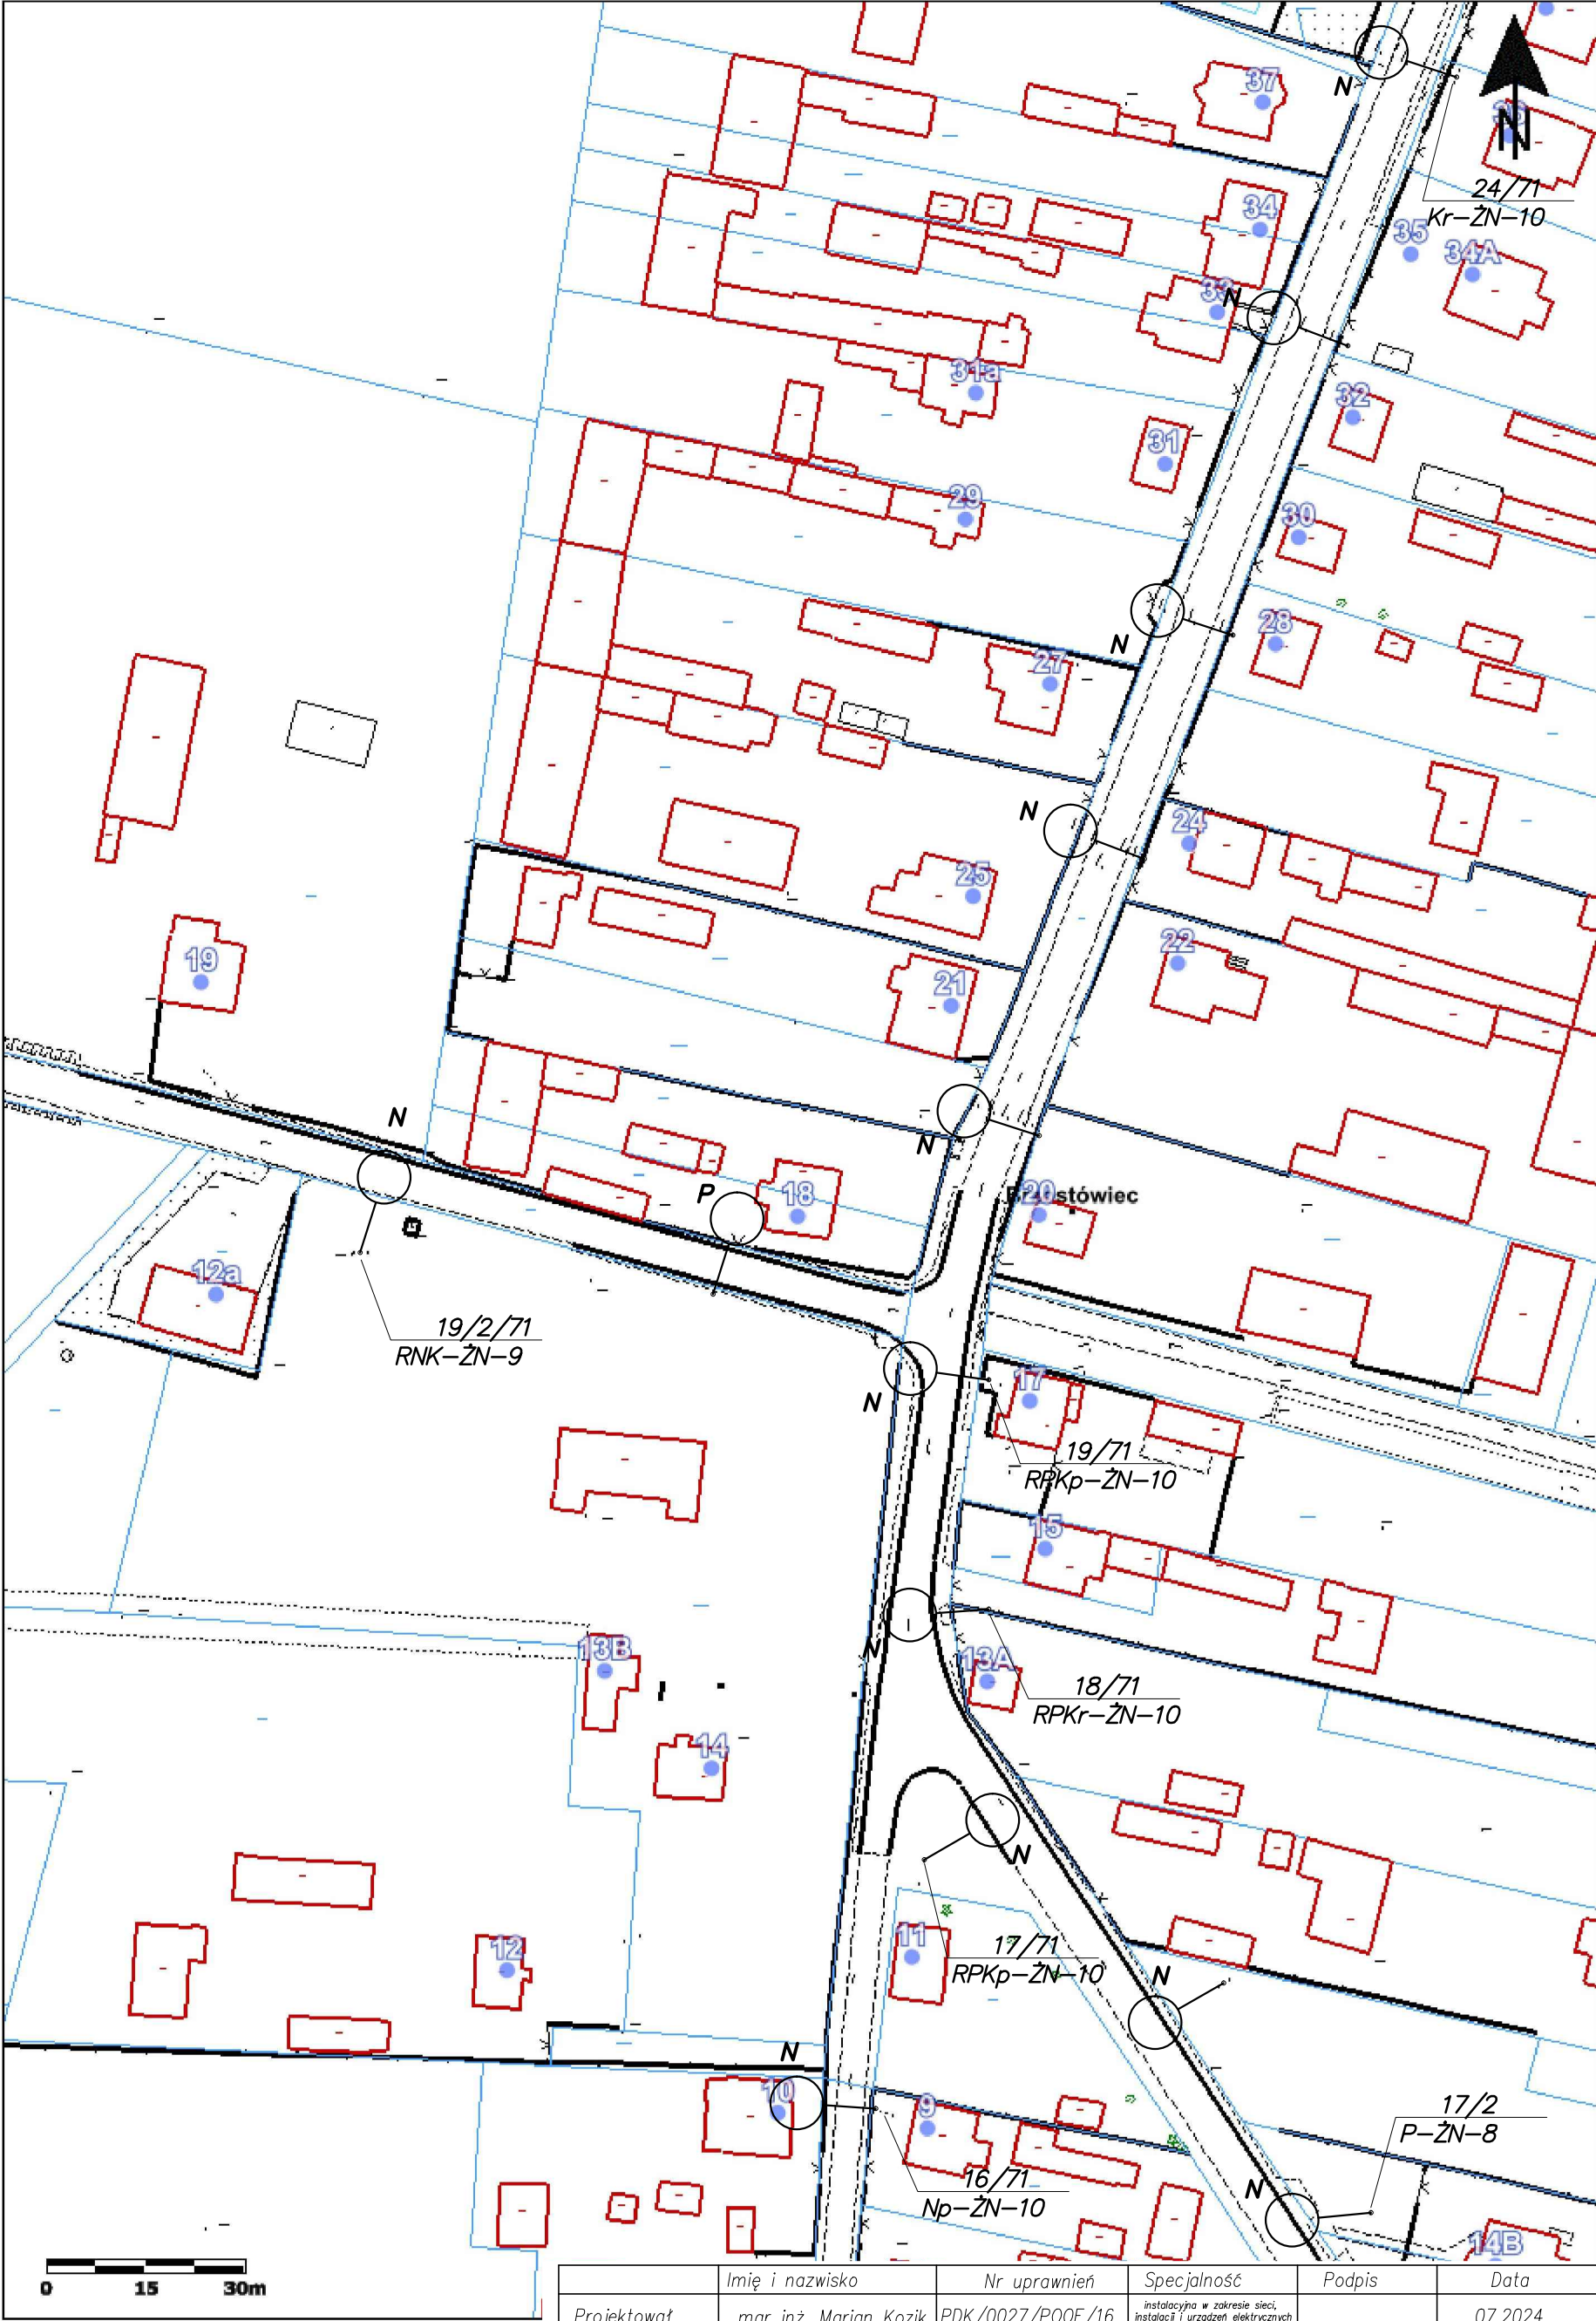 37
N
36
N
24/71
Kr-ŻN-10
34
35
34A
33
N
31a
32
31
29
30
N
28
27
N
24
25
22
19
21
N
N
P
18
20
stówiec
12a
19/2/71
RNK-ŻN-9
N
17
19/71
RPKp-ŻN-10
15
N
13B
13A
18/71
RPKr-ŻN-10
14
N
11
17/71
RPKp-ŻN-10
12
N
N
10
9
17/2
P-ŻN-8
16/71
Np-ŻN-10
N
14B
0 15 30m
Imię i nazwisko Nr uprawnień Specjalność Podpis Data
Projektował mgr inż. Marian Kozik PDK/0027/POOE/16 instalacyjna w zakresie sieci, 07.2024
instalacji i urządzeń elektrycznych